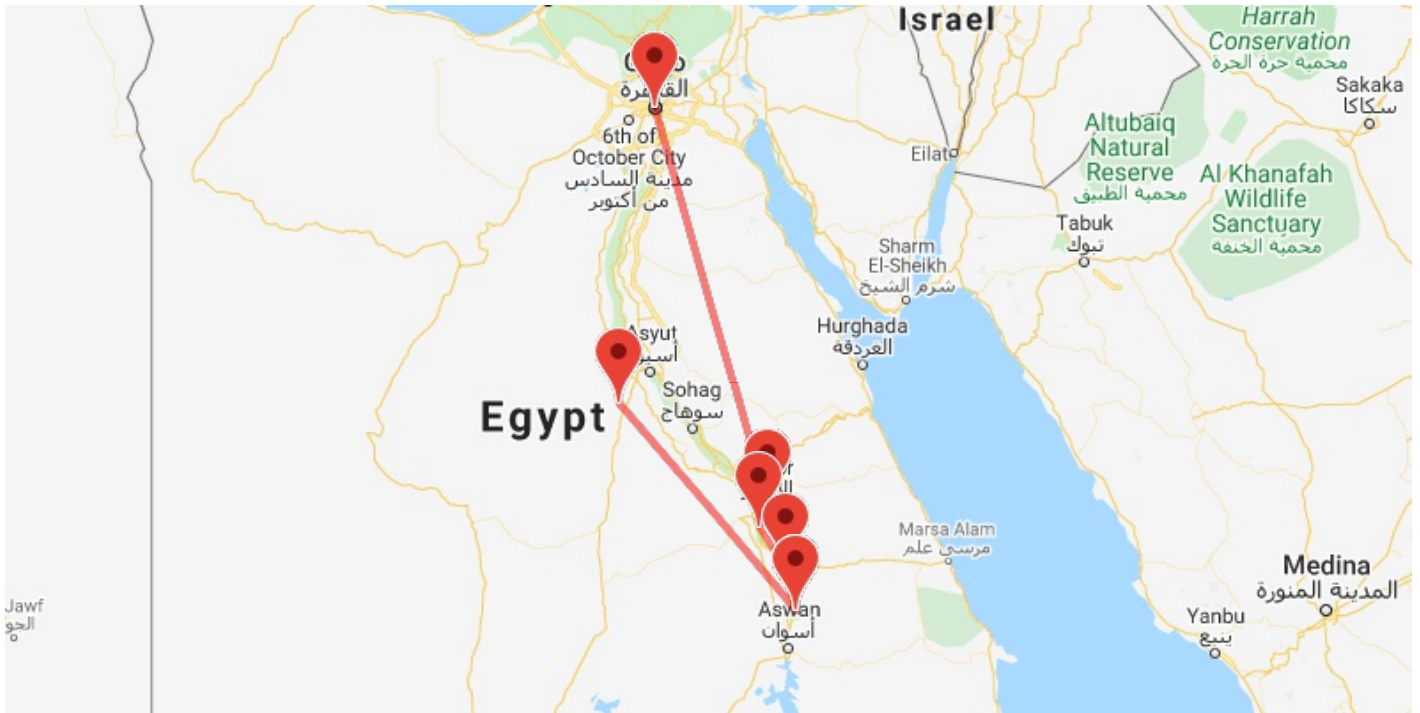 Israel
Harrah
Conservation
محمية حرة الحرة
Sakaka
سكاكا
القاهرة
6th of
October City
مدينة السادس
من أكتوبر
Eilat
Altubaiq
Natural
Reserve
محمية الطبيق
Al Khanafah
Wildlife
Sanctuary
محمية الخنفة
Tabuk
تبوك
Sharm
El-Sheikh
شرم الشيخ
Hurghada
الغردقة
Asyut
Sohag
سوهاج
Egypt
Marsa Alam
مرسى علم
Medina
المدينة المنورة
Jawf
Aswan
أسوان
Yanbu
ينبع